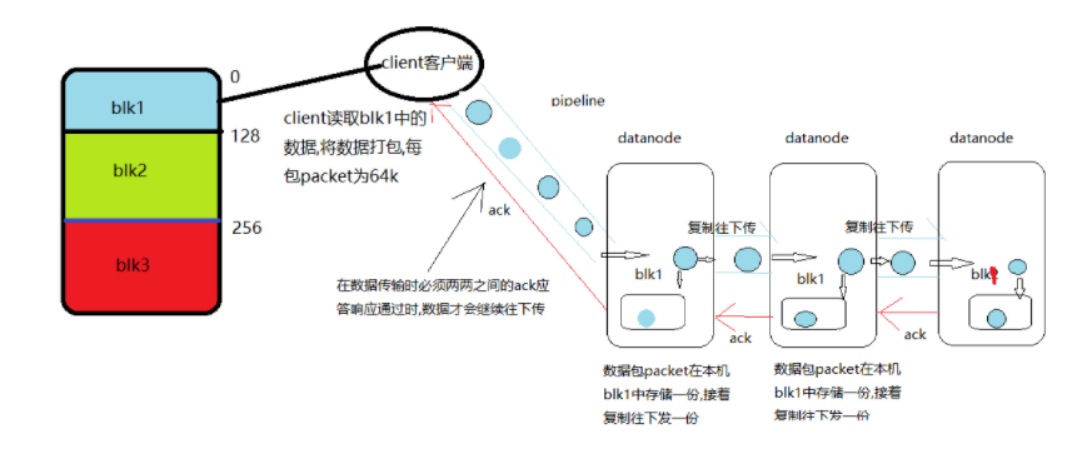 client客户端
0
blk1
128
blk2
256
blk3
client读取blk1中的
数据,将数据打包,每
包packet为64k
ack
在数据传输时必须两两之间的ack应
答响应通过时,数据才会继续往下传
pipeline
datanode
datanode
datanode
复制往下传
复制往下传
blk1
blk1
blk
ack
ack
数据包packet在本机
blk1中存储一份,接着
复制往下发一份
数据包packet在本机
blk1中存储一份,接着
复制往下发一份